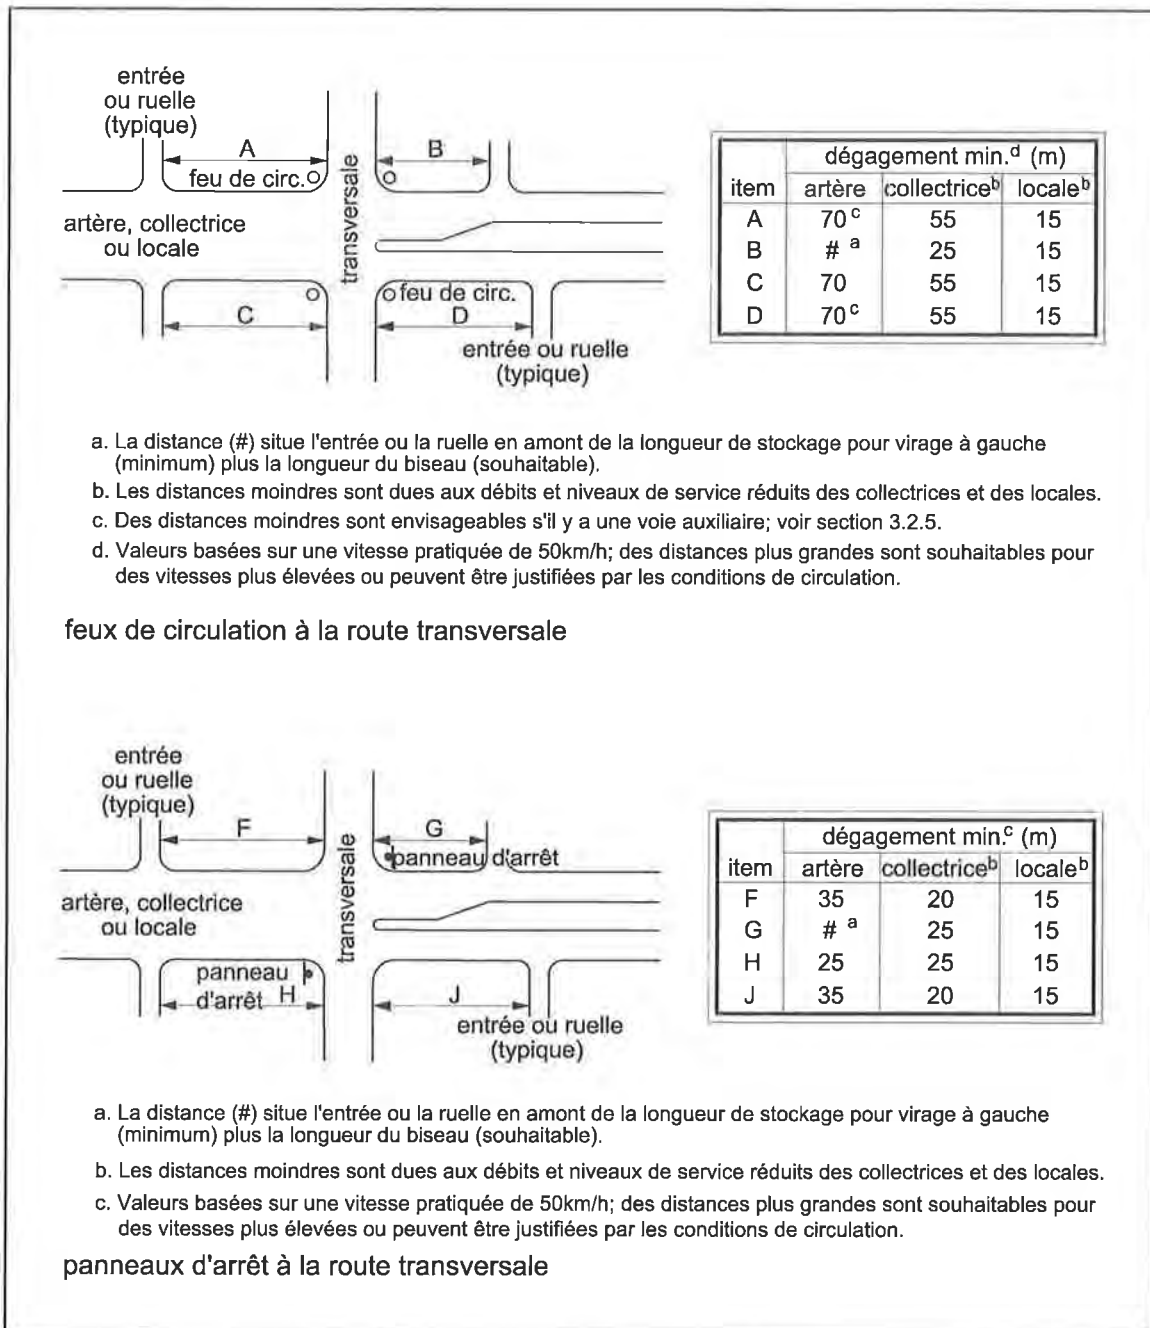 entrée
ou ruelle
(typique)
A
feu de circ.
B
transversale
artère, collectrice
ou locale
feu de circ.
C
D
entrée ou ruelle
(typique)
dégagement min.d (m)
item artère collectriceb localeb
A 70 c 55 15
B # a 25 15
C 70 55 15
D 70 c 55 15
a. La distance (#) situe l'entrée ou la ruelle en amont de la longueur de stockage pour virage à gauche
(minimum) plus la longueur du biseau (souhaitable).
b. Les distances moindres sont dues aux débits et niveaux de service réduits des collectrices et des locales.
c. Des distances moindres sont envisageables s'il y a une voie auxiliaire; voir section 3.2.5.
d. Valeurs basées sur une vitesse pratiquée de 50km/h; des distances plus grandes sont souhaitables pour
des vitesses plus élevées ou peuvent être justifiées par les conditions de circulation.
feux de circulation à la route transversale
entrée
ou ruelle
(typique)
F
G
panneau d'arrêt
transversale
artère, collectrice
ou locale
panneau
d'arrêt H
J
entrée ou ruelle
(typique)
dégagement min.c (m)
item artère collectriceb localeb
F 35 20 15
G # a 25 15
H 25 25 15
J 35 20 15
a. La distance (#) situe l'entrée ou la ruelle en amont de la longueur de stockage pour virage à gauche
(minimum) plus la longueur du biseau (souhaitable).
b. Les distances moindres sont dues aux débits et niveaux de service réduits des collectrices et des locales.
c. Valeurs basées sur une vitesse pratiquée de 50km/h; des distances plus grandes sont souhaitables pour
des vitesses plus élevées ou peuvent être justifiées par les conditions de circulation.
panneaux d'arrêt à la route transversale